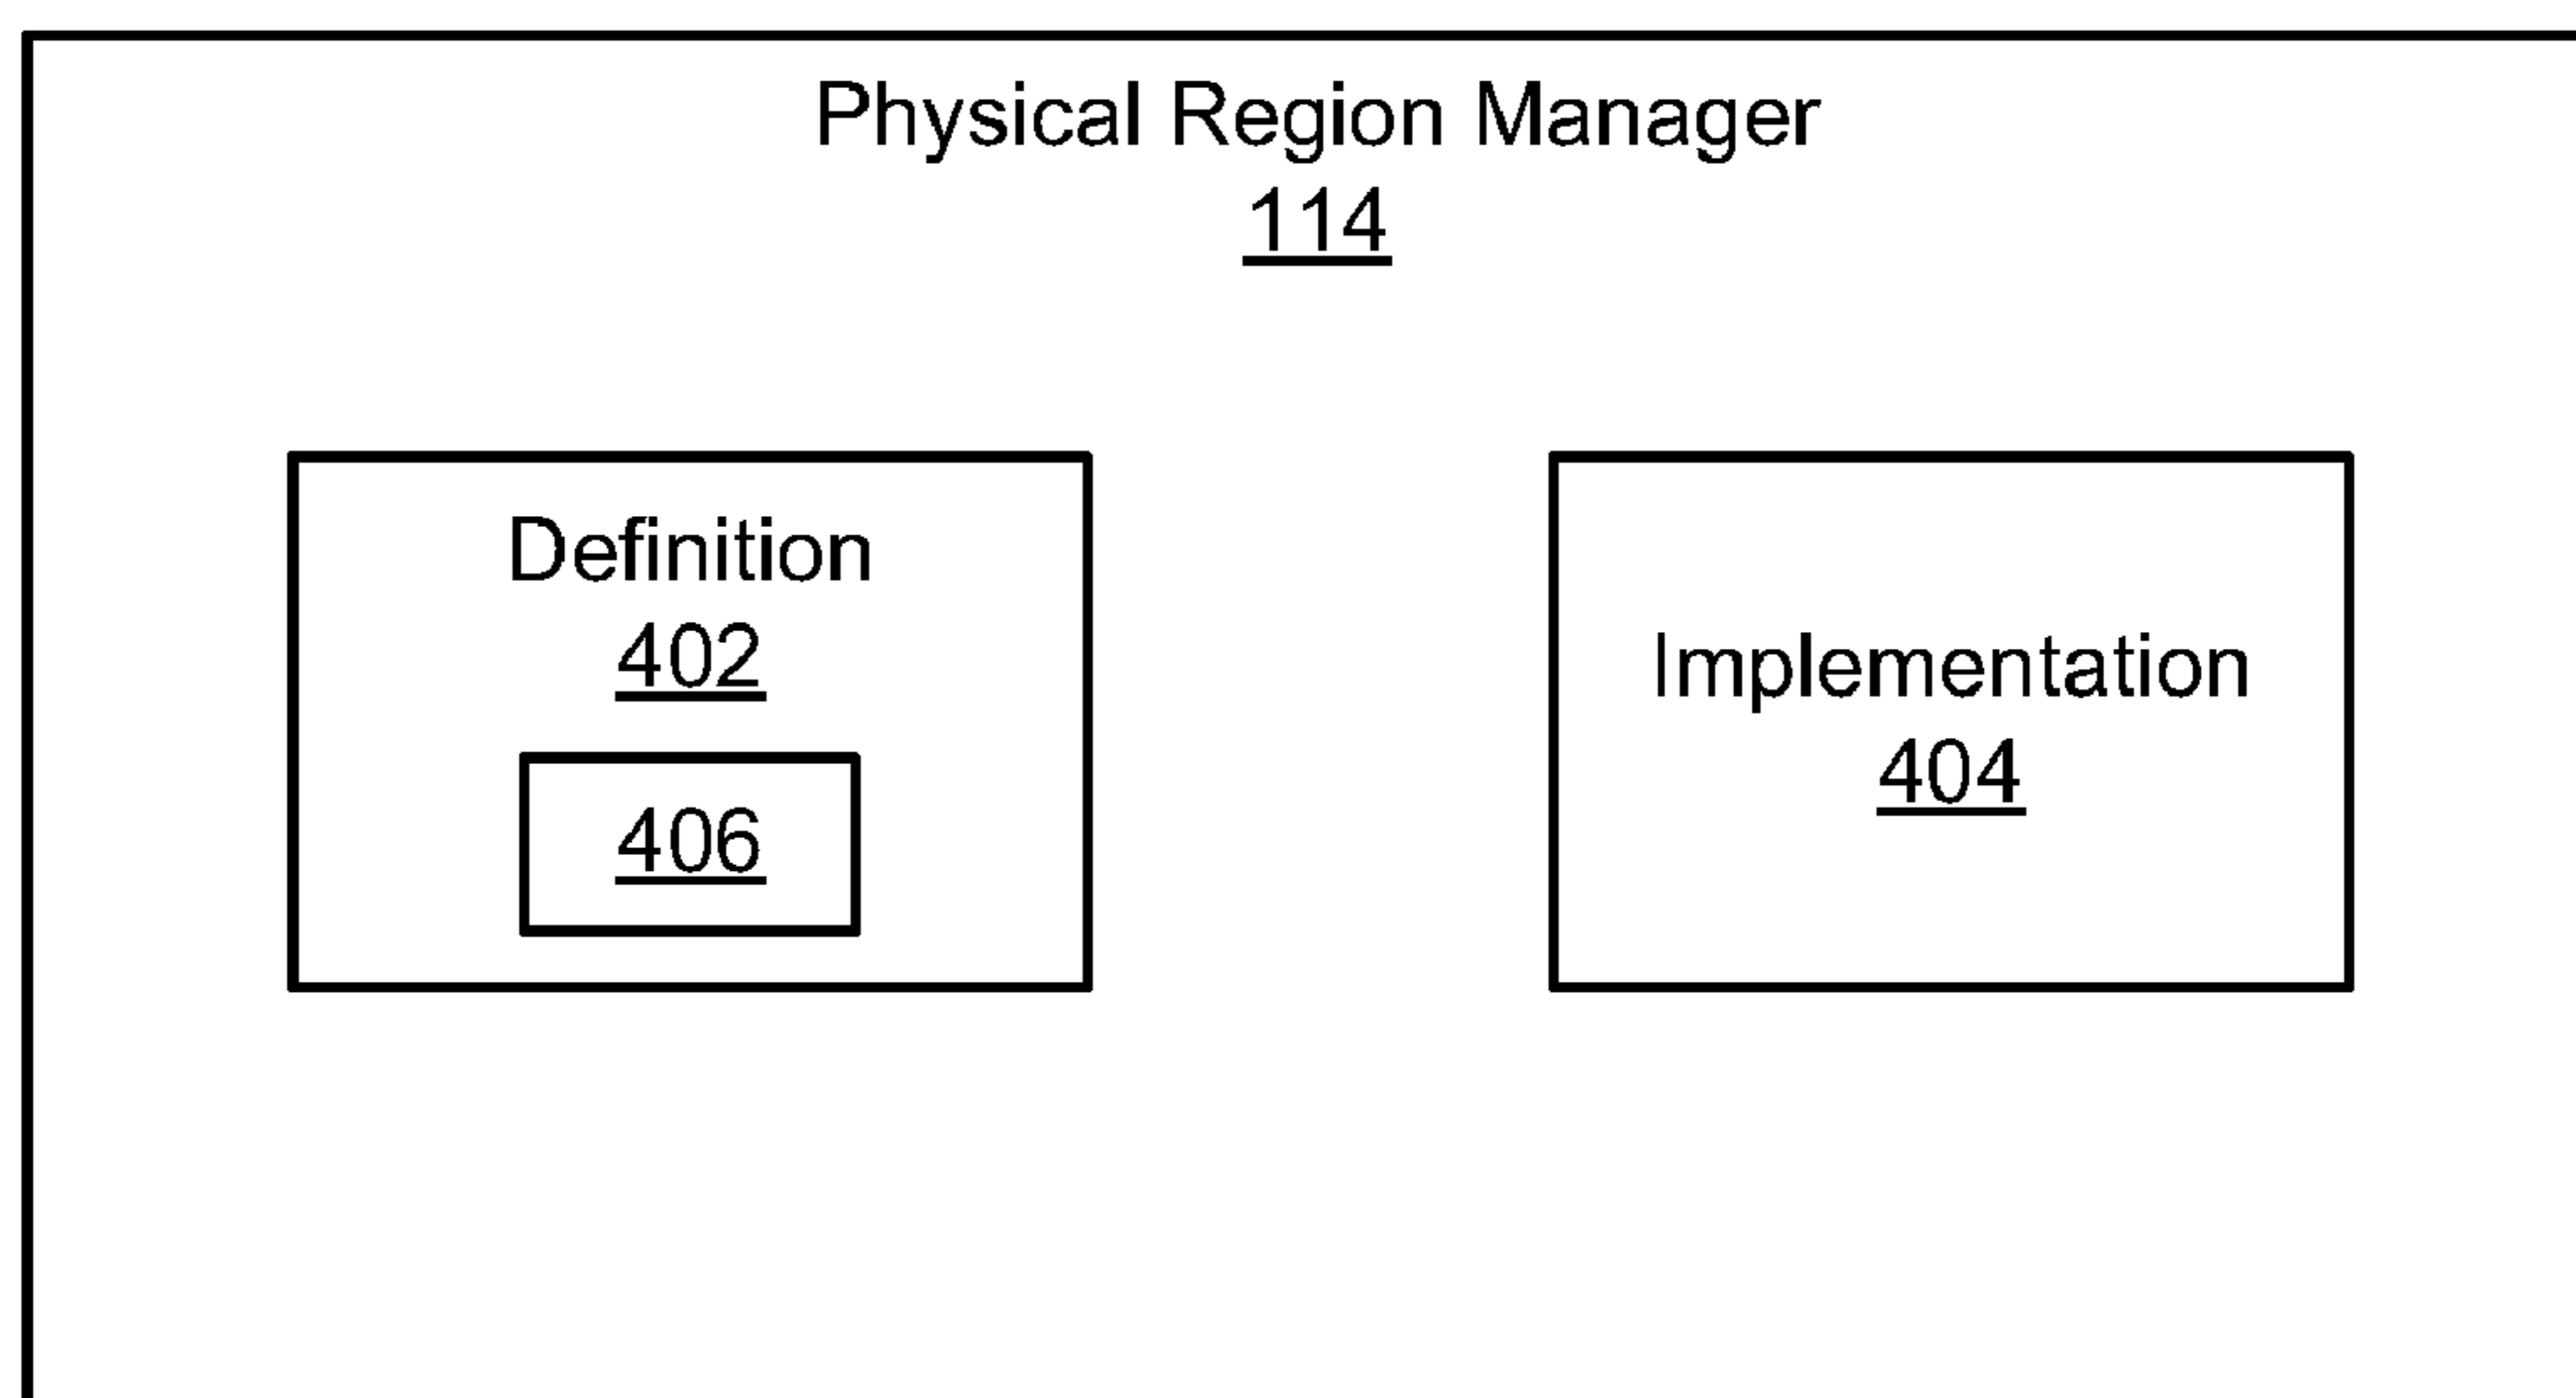 Physical Region Manager
114
Definition
402
406
Implementation
404